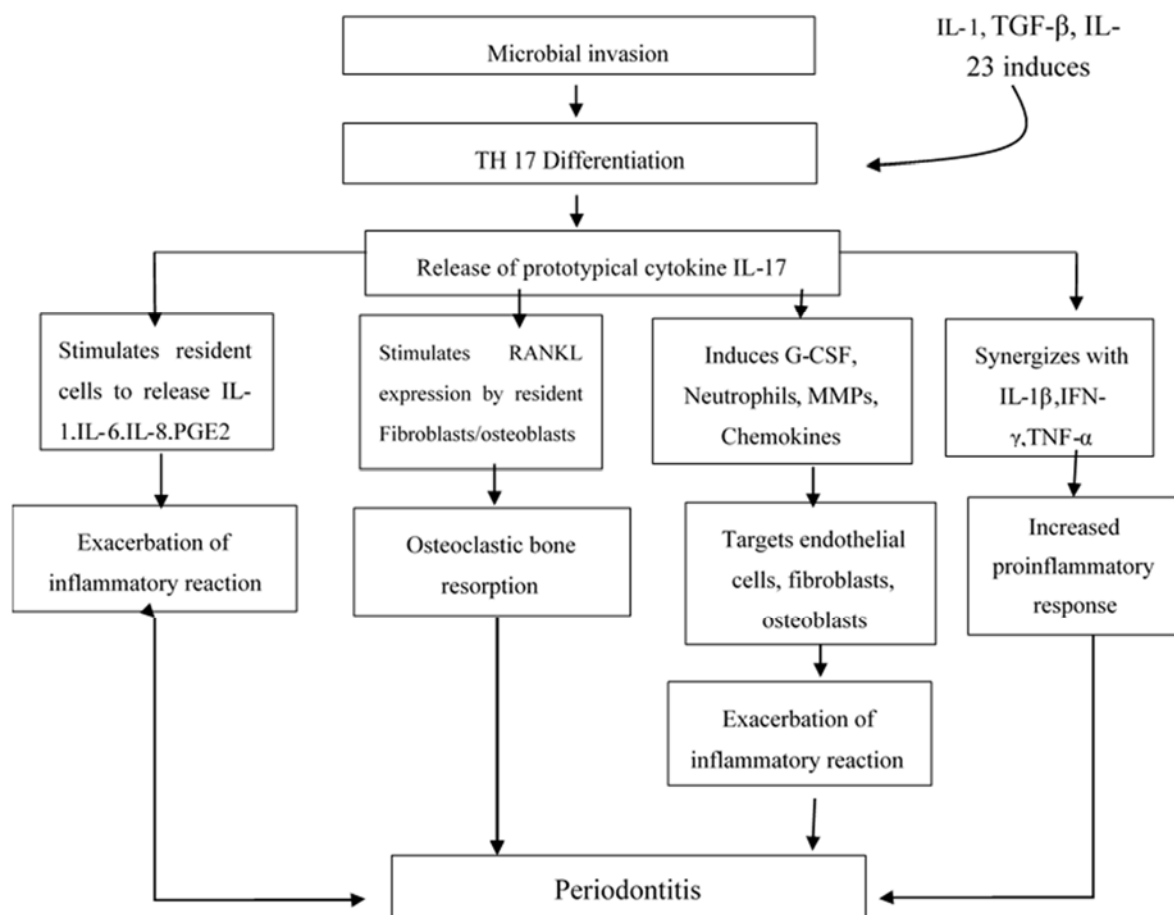 Microbial invasion
IL-1, TGF-β, IL-
23 induces
TH 17 Differentiation
Release of prototypical cytokine IL-17
Stimulates resident
cells to release IL-
1.IL-6.IL-8.PGE2
Stimulates RANKL
expression by resident
Fibroblasts/osteoblasts
Induces G-CSF,
Neutrophils, MMPs,
Chemokines
Synergizes with
IL-1β,IFN-
γ,TNF-α
Exacerbation of
inflammatory reaction
Osteoclastic bone
resorption
Targets endothelial
cells, fibroblasts,
osteoblasts
Increased
proinflammatory
response
Exacerbation of
inflammatory reaction
Periodontitis